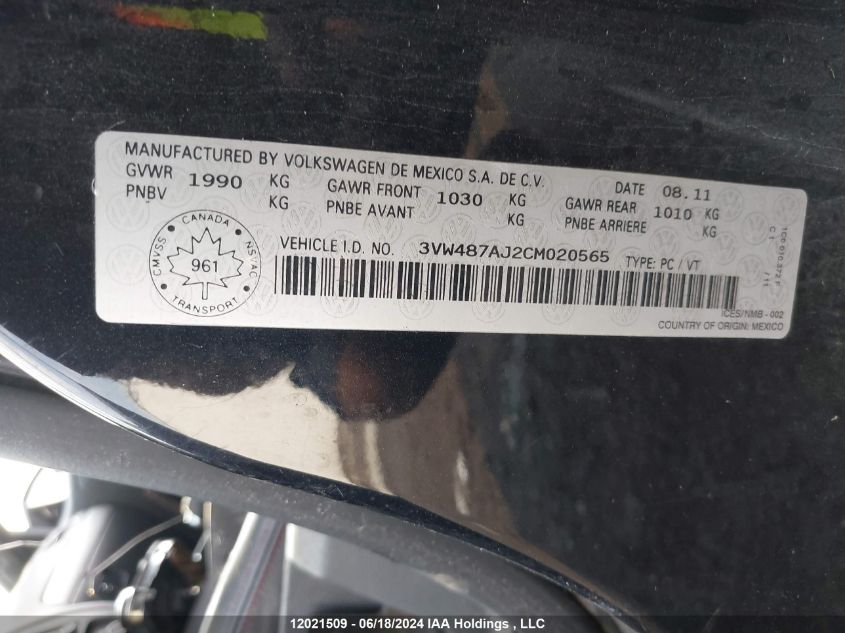 MANUFACTURED BY VOLKSWAGEN DE MEXICO S.A. DE C.V.
GVWR 1990 KG GAWR FRONT 1030 KG DATE 08.11
PNBV KG PNBE AVANT KG GAWR REAR 1010 KG
PNBE ARRIERE KG
VEHICLE I.D. NO. 3VW487AJ2CM020565 TYPE: PC / VT
CANADA
CMVSS 961 NSVAC
TRANSPORT
ICES/NMB - 002
COUNTRY OF ORIGIN: MEXICO
12021509 - 06/18/2024 IAA Holdings , LLC